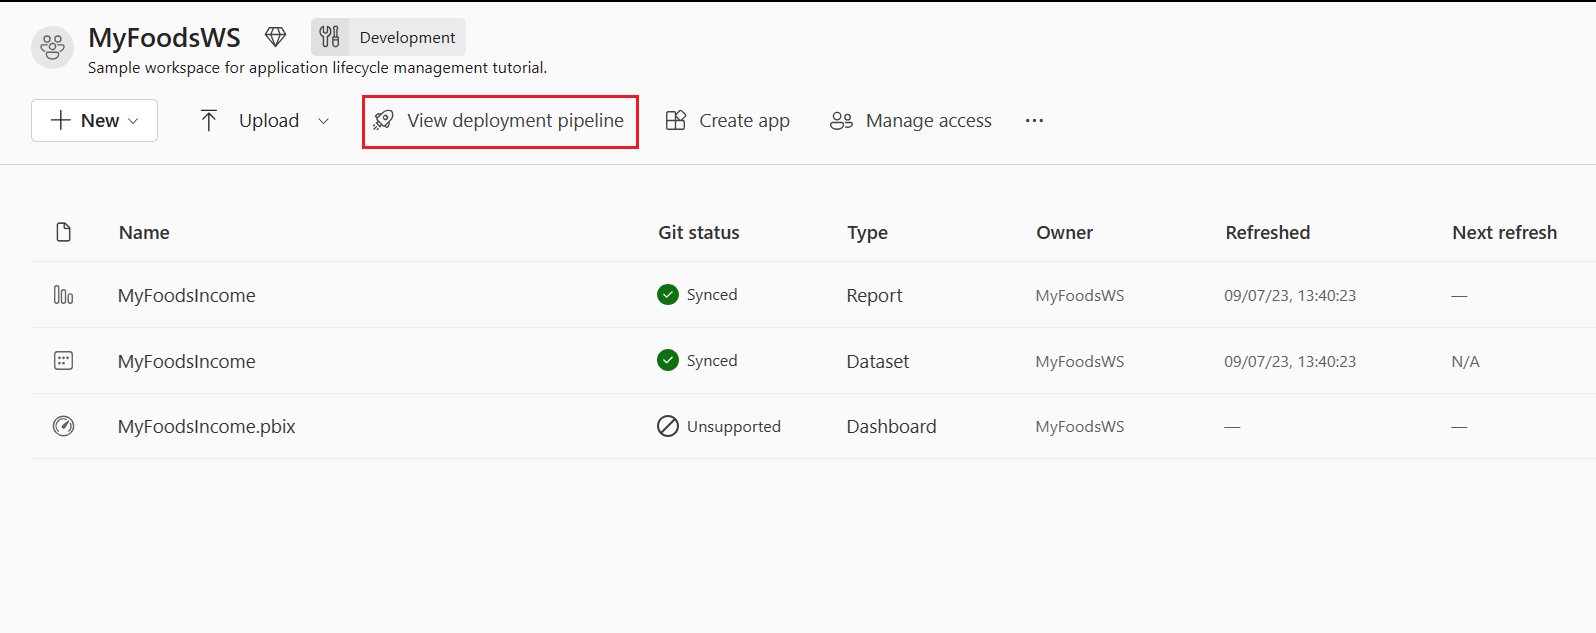 MyFoodsWS Development
Sample workspace for application lifecycle management tutorial.
New Upload View deployment pipeline Create app Manage access ...
Name Git status Type Owner Refreshed Next refresh
MyFoodsIncome Synced Report MyFoodsWS 09/07/23, 13:40:23 —
MyFoodsIncome Synced Dataset MyFoodsWS 09/07/23, 13:40:23 N/A
MyFoodsIncome.pbix Unsupported Dashboard MyFoodsWS — —